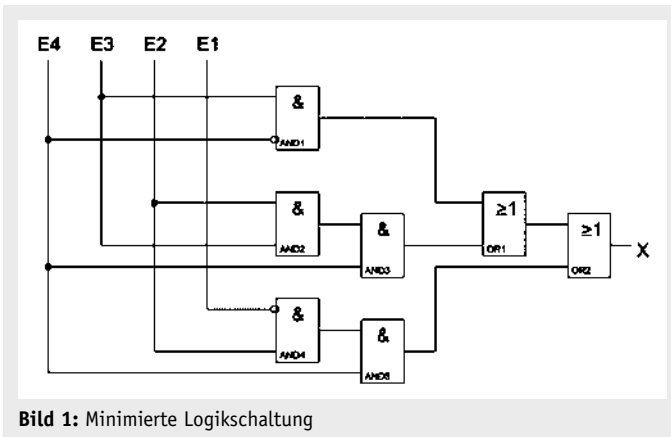 E4 E3 E2 E1
&
AND1
&
AND2
&
AND3
≥1
OR1
≥1
OR2
X
&
AND4
&
AND5
Bild 1: Minimierte Logikschaltung